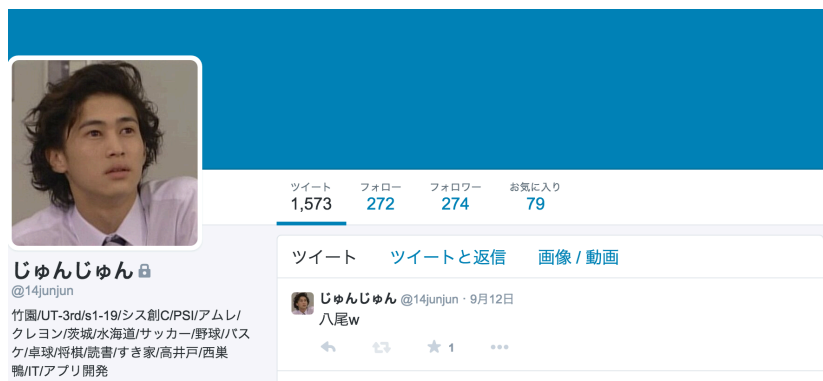 ツイート フォロー フォロワー お気に入り
1,573 272 274 79
じゅんじゅん
@14junjun
竹園/UT-3rd/s1-19/シス創C/PSI/アムレ/
クレヨン/茨城/水海道/サッカー/野球/バス
ケ/卓球/将棋/読書/すき家/高井戸/西巣
鴨/IT/アプリ開発
ツイート ツイートと返信 画像 / 動画
じゅんじゅん @14junjun · 9月12日
八尾w
1